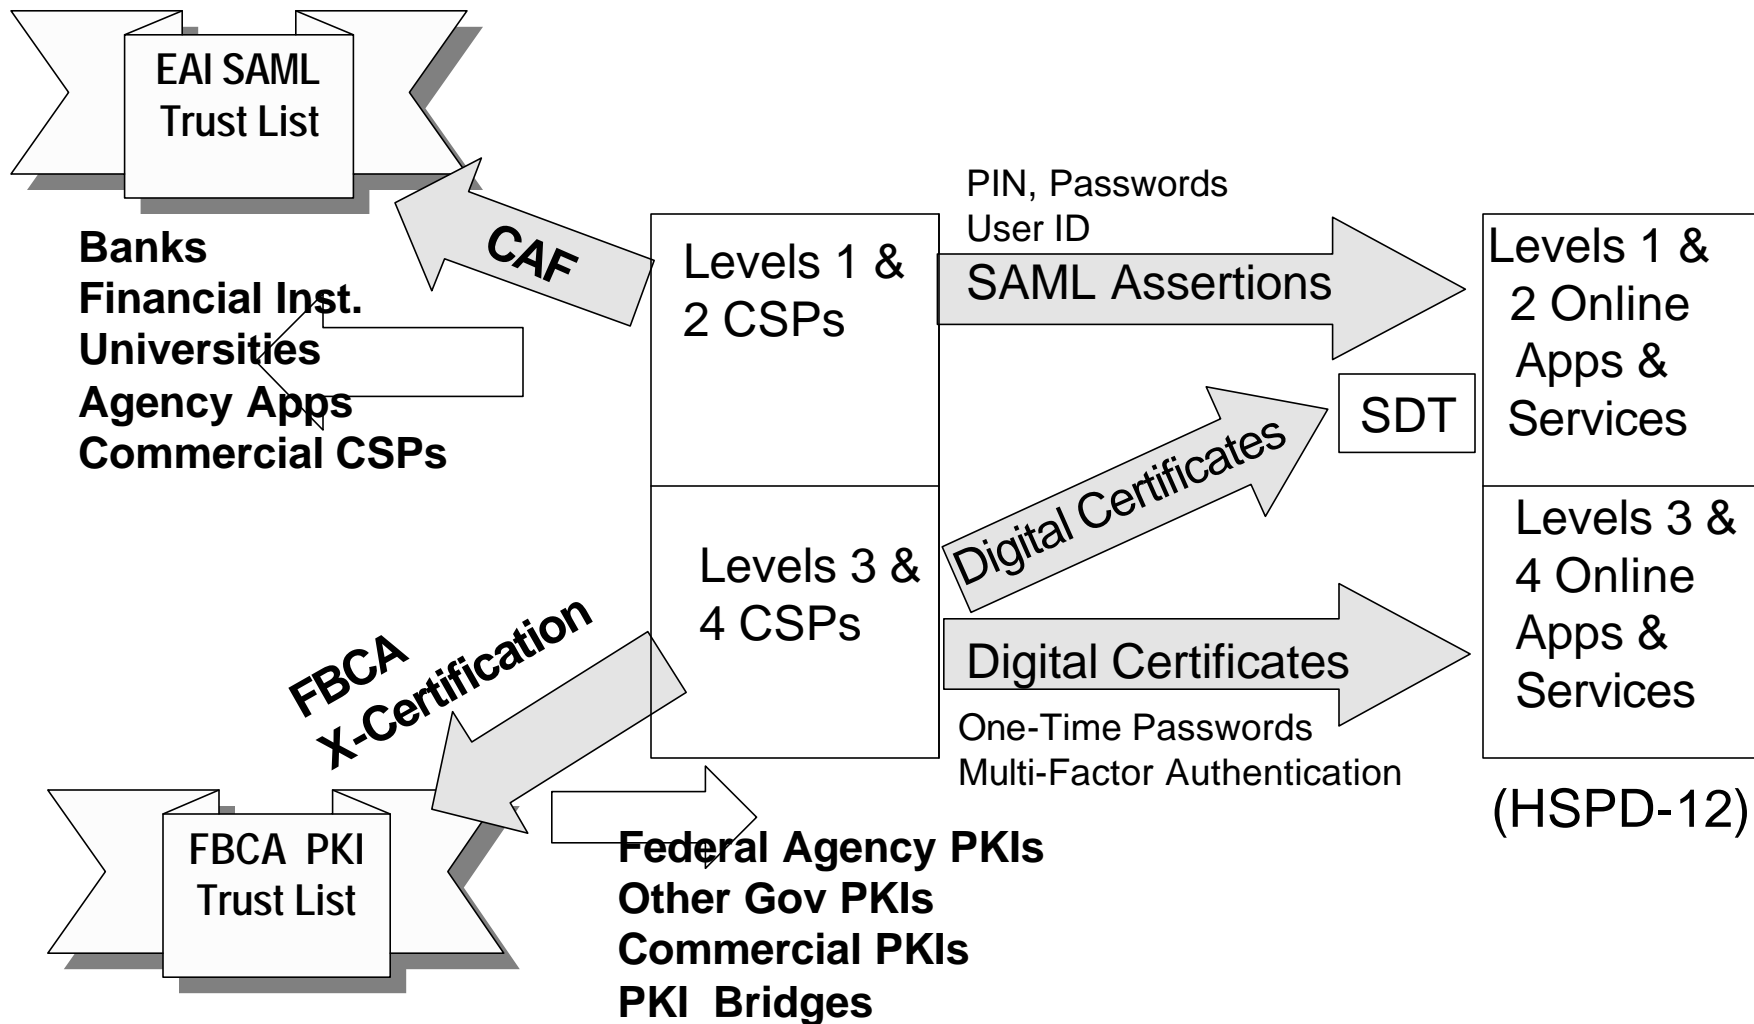 EAI SAML
Trust List
CAF
Banks
Financial Inst.
Universities
Agency Apps
Commercial CSPs
Levels 1 &
2 CSPs
PIN, Passwords
User ID
SAML Assertions
Levels 1 &
2 Online
Apps &
Services
SDT
Digital Certificates
Levels 3 &
4 CSPs
Digital Certificates
One-Time Passwords
Multi-Factor Authentication
Levels 3 &
4 Online
Apps &
Services
(HSPD-12)
FBCA
X-Certification
FBCA PKI
Trust List
Federal Agency PKIs
Other Gov PKIs
Commercial PKIs
PKI Bridges